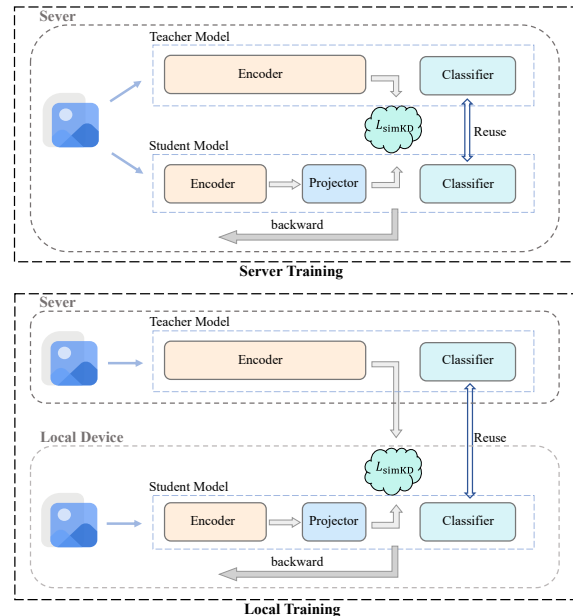 Sever
Teacher Model
Encoder
Classifier
L_simKD
Reuse
Student Model
Encoder
Projector
Classifier
backward
Server Training
Sever
Teacher Model
Encoder
Classifier
Local Device
Reuse
L_simKD
Student Model
Encoder
Projector
Classifier
backward
Local Training